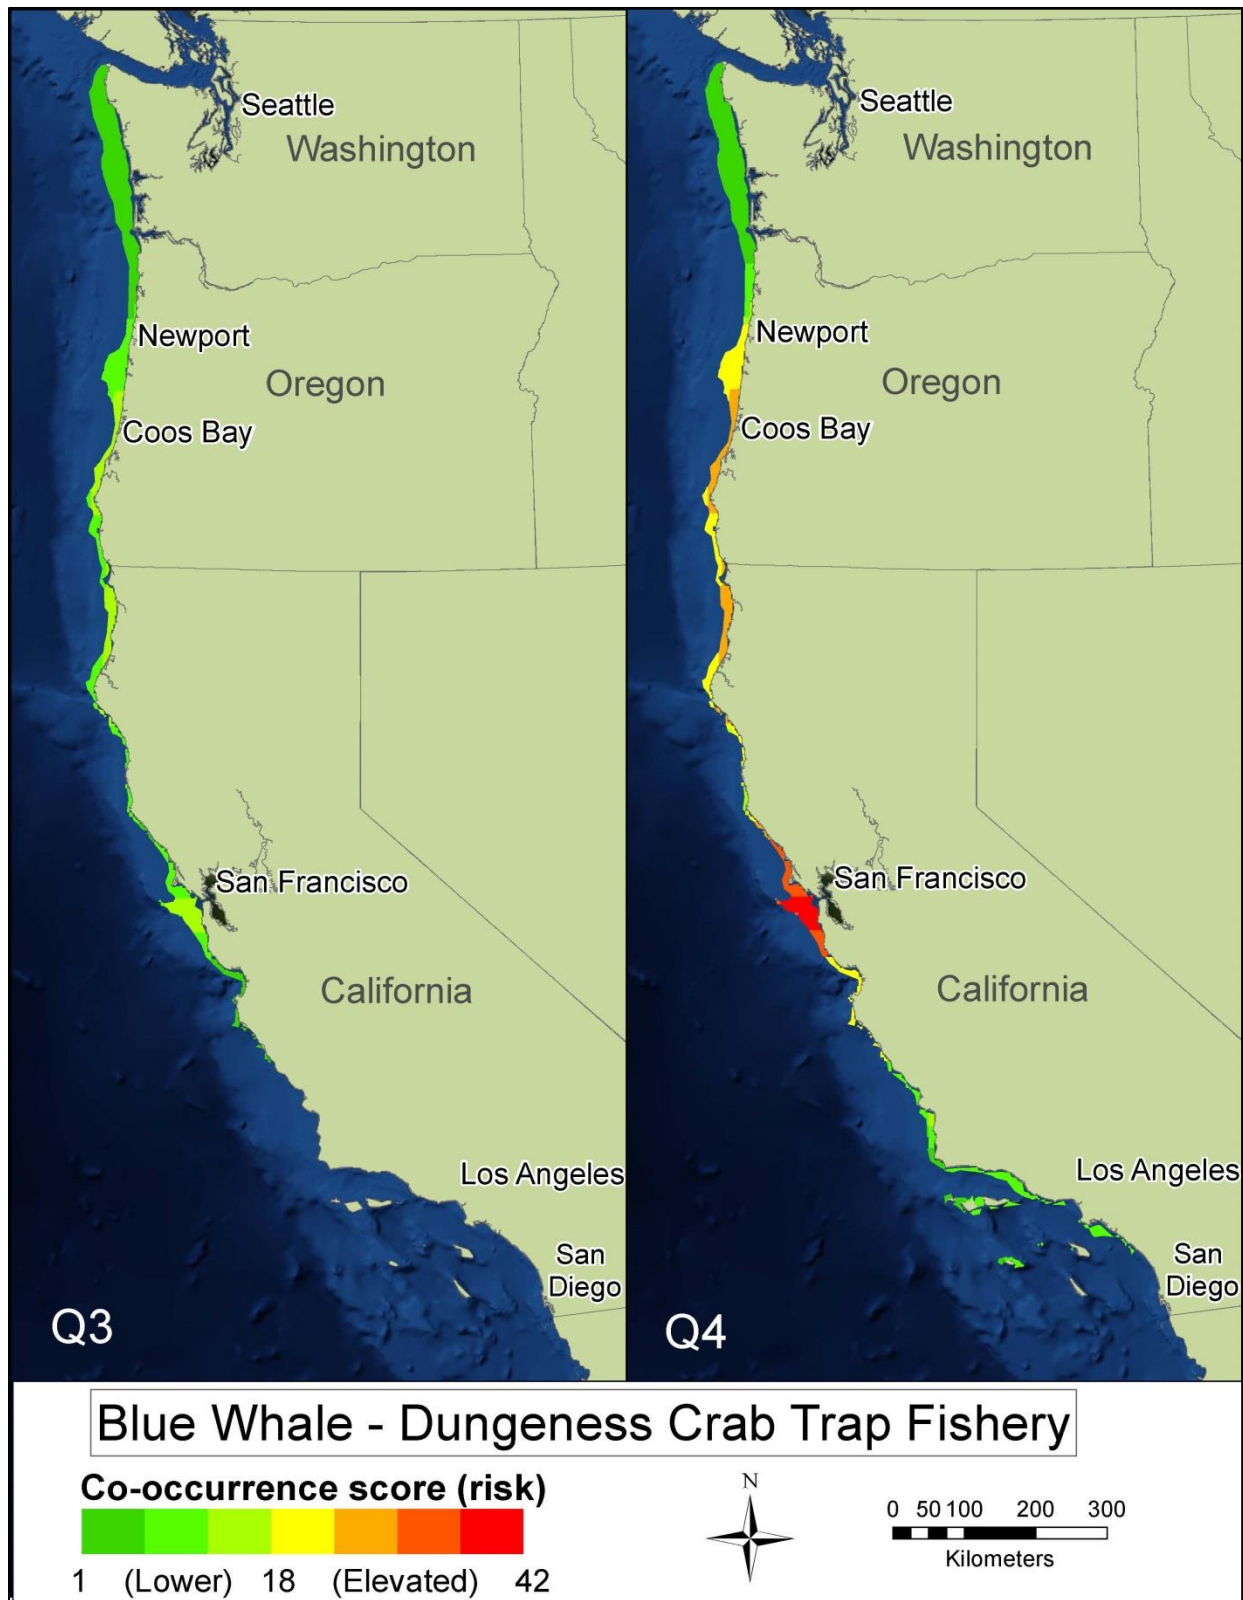 Seattle
Washington
Newport
Oregon
Coos Bay
San Francisco
California
Los Angeles
San
Diego
Q3
Seattle
Washington
Newport
Oregon
Coos Bay
San Francisco
California
Los Angeles
San
Diego
Q4
Blue Whale - Dungeness Crab Trap Fishery
Co-occurrence score (risk)
1 (Lower) 18 (Elevated) 42
N
0 50 100 200 300
Kilometers